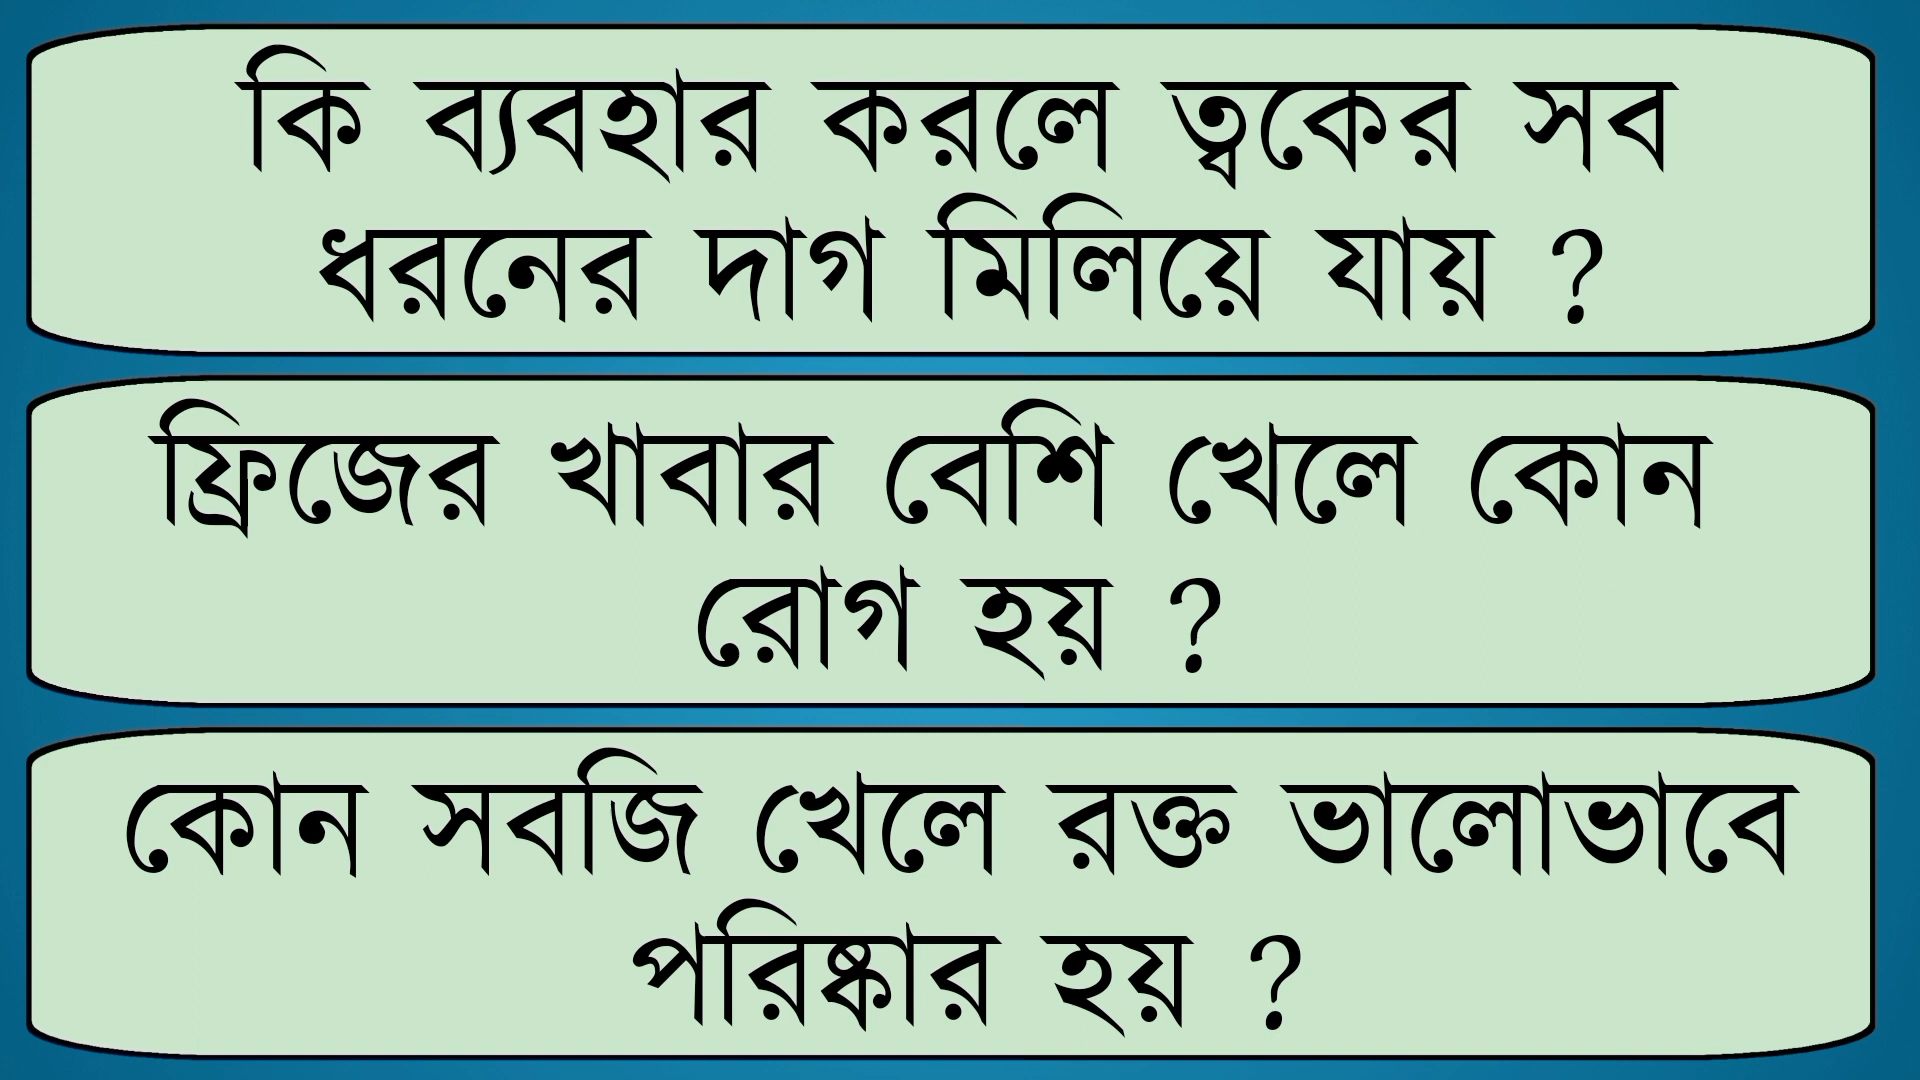 কি ব্যবহার করলে ত্বকের সব
ধরনের দাগ মিলিয়ে যায় ?
ফ্রিজের খাবার বেশি খেলে কোন
রোগ হয় ?
কোন সবজি খেলে রক্ত ভালোভাবে
পরিষ্কার হয় ?